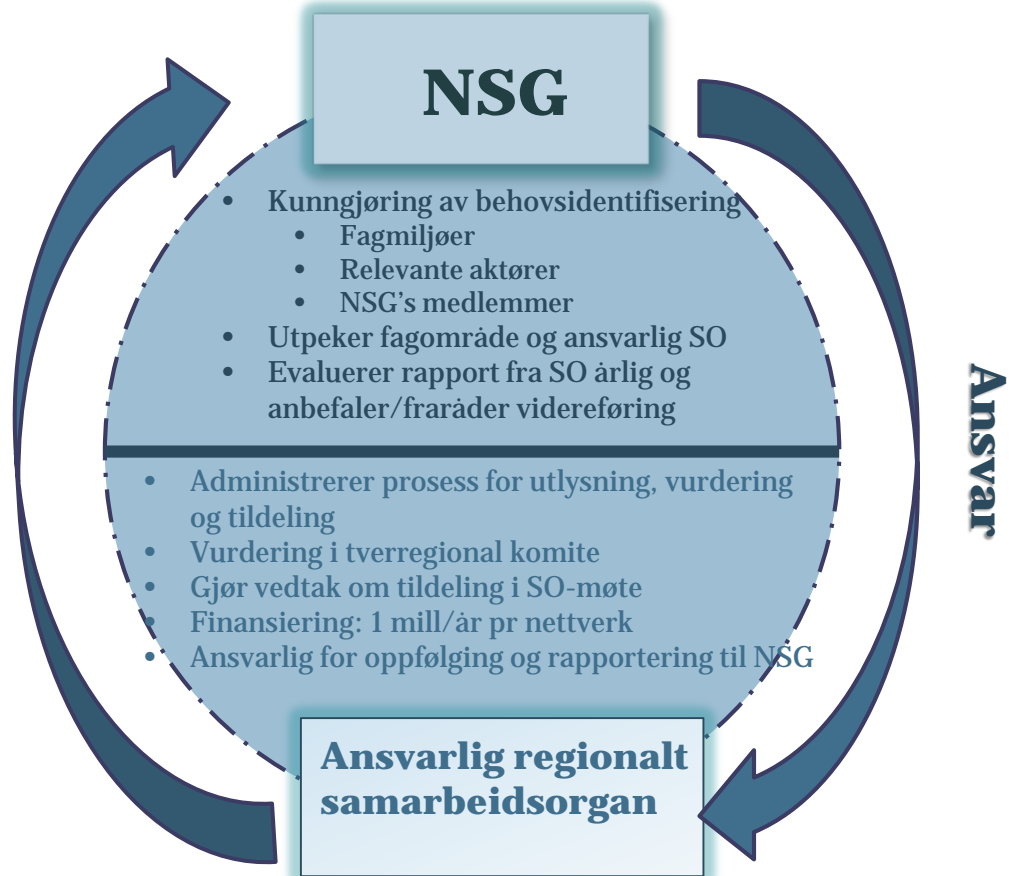 NSG
• Kunngjøring av behovsidentifisering
• Fagmiljøer
• Relevante aktører
• NSG's medlemmer
• Utpeker fagområde og ansvarlig SO
• Evaluerer rapport fra SO årlig og
anbefaler/fraråder videreføring
• Administrerer prosess for utlysning, vurdering
og tildeling
• Vurdering i tverregional komite
• Gjør vedtak om tildeling i SO-møte
• Finansiering: 1 mill/år pr nettverk
• Ansvarlig for oppfølging og rapportering til NSG
Ansvarlig regionalt
samarbeidsorgan
Ansvar